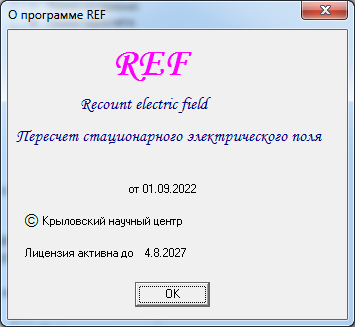 О программе REF
REF
Recount electric field
Пересчет стационарного электрического поля
от 01.09.2022
© Крыловский научный центр
Лицензия активна до 4.8.2027
OK